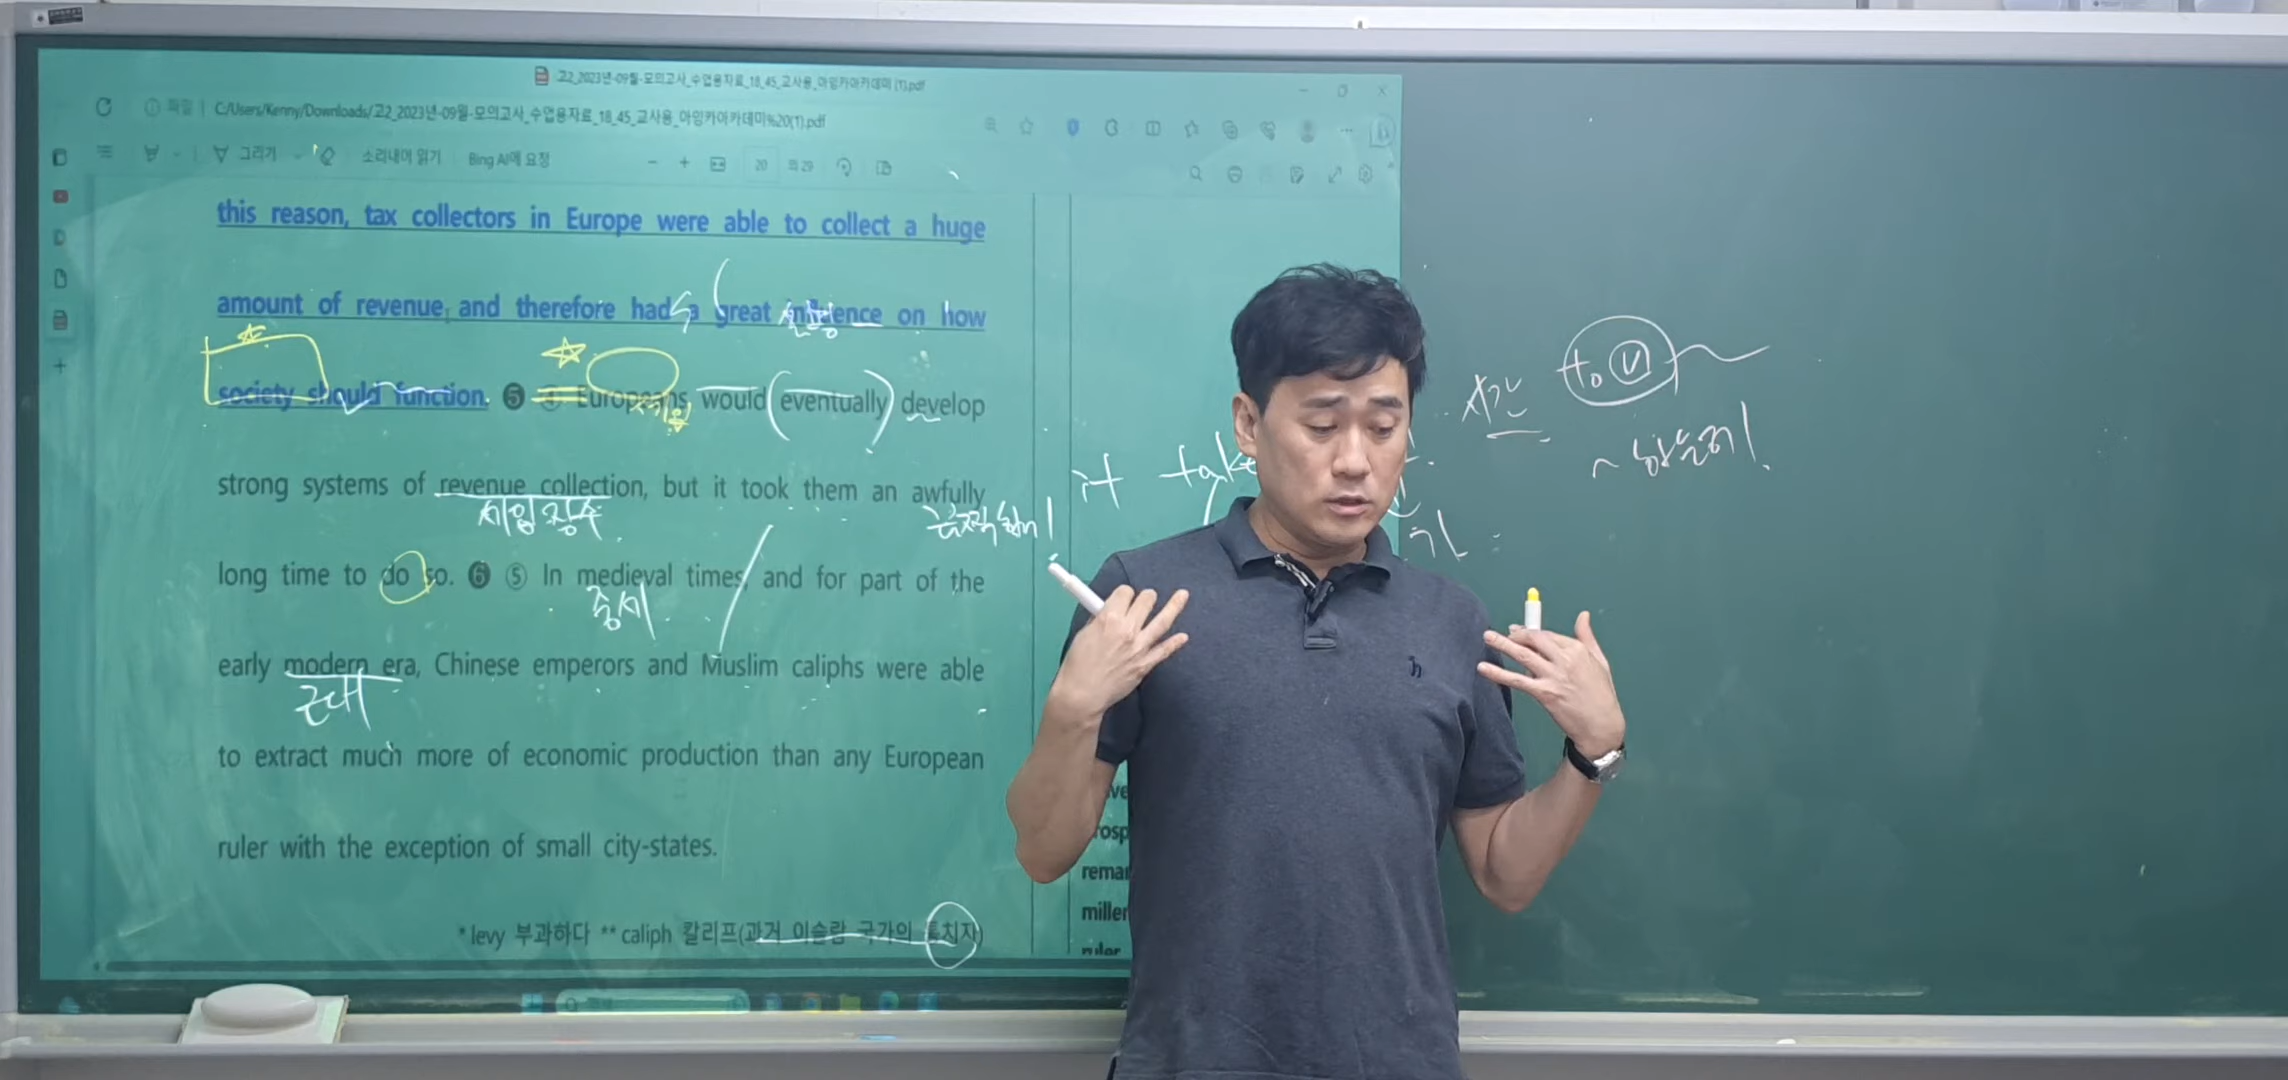 고2_2023년-09월-모의고사_수업용자료_18_45_교사용_아잉카아카데미 (1).pdf
파일 | C:/Users/Kenny/Downloads/고2_2023년-09월-모의고사_수업용자료_18_45_교사용_아잉카아카데미%20(1).pdf
그리기 소리내어 읽기 Bing AI에 요청 − + 20 의 29
this reason, tax collectors in Europe were able to collect a huge
amount of revenue, and therefore had a great influence on how
society should function. ❺ ④ Europeans would (eventually) develop
strong systems of revenue collection, but it took them an awfully
세입 징수
long time to do so. ❻ ⑤ In medieval times, and for part of the
중세
early modern era, Chinese emperors and Muslim caliphs were able
근대
to extract much more of economic production than any European
ruler with the exception of small city-states.
* levy 부과하다 ** caliph 칼리프(과거 이슬람 국가의 통치자)
it take
시간 to V
~하는데
rosp
remar
miller
ruler